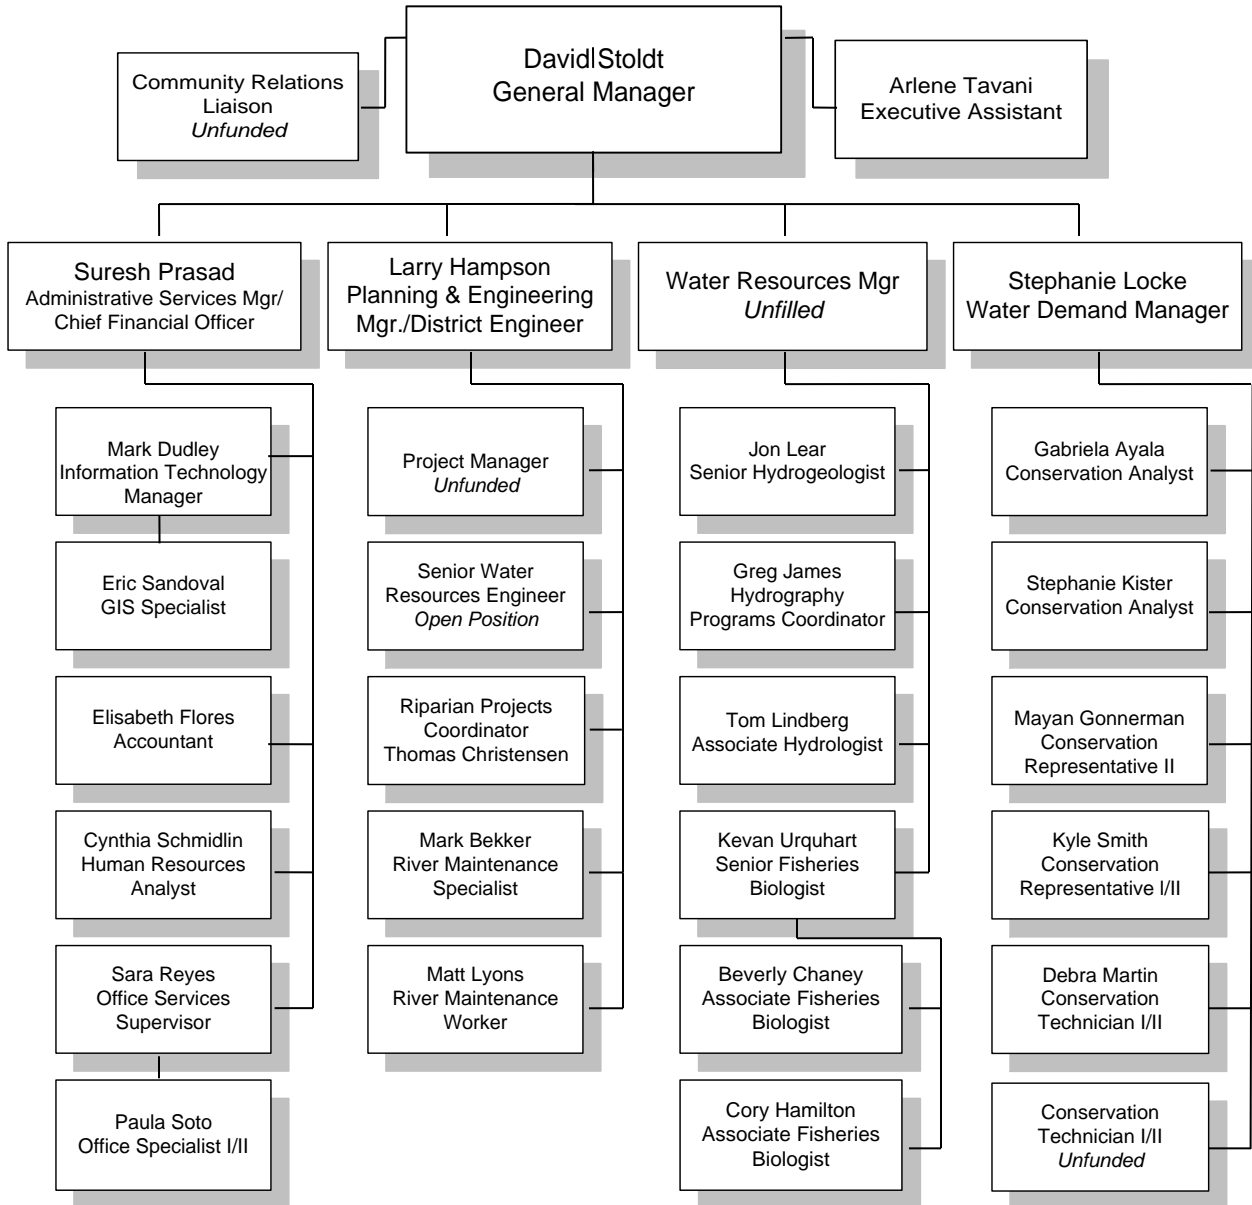 Community Relations
Liaison
Unfunded
David Stoldt
General Manager
Arlene Tavani
Executive Assistant
Suresh Prasad
Administrative Services Mgr/
Chief Financial Officer
Larry Hampson
Planning & Engineering
Mgr./District Engineer
Water Resources Mgr
Unfilled
Stephanie Locke
Water Demand Manager
Mark Dudley
Information Technology
Manager
Eric Sandoval
GIS Specialist
Elisabeth Flores
Accountant
Cynthia Schmidlin
Human Resources
Analyst
Sara Reyes
Office Services
Supervisor
Paula Soto
Office Specialist I/II
Project Manager
Unfunded
Senior Water
Resources Engineer
Open Position
Riparian Projects
Coordinator
Thomas Christensen
Mark Bekker
River Maintenance
Specialist
Matt Lyons
River Maintenance
Worker
Jon Lear
Senior Hydrogeologist
Greg James
Hydrography
Programs Coordinator
Tom Lindberg
Associate Hydrologist
Kevan Urquhart
Senior Fisheries
Biologist
Beverly Chaney
Associate Fisheries
Biologist
Cory Hamilton
Associate Fisheries
Biologist
Gabriela Ayala
Conservation Analyst
Stephanie Kister
Conservation Analyst
Mayan Gonnerman
Conservation
Representative II
Kyle Smith
Conservation
Representative I/II
Debra Martin
Conservation
Technician I/II
Conservation
Technician I/II
Unfunded